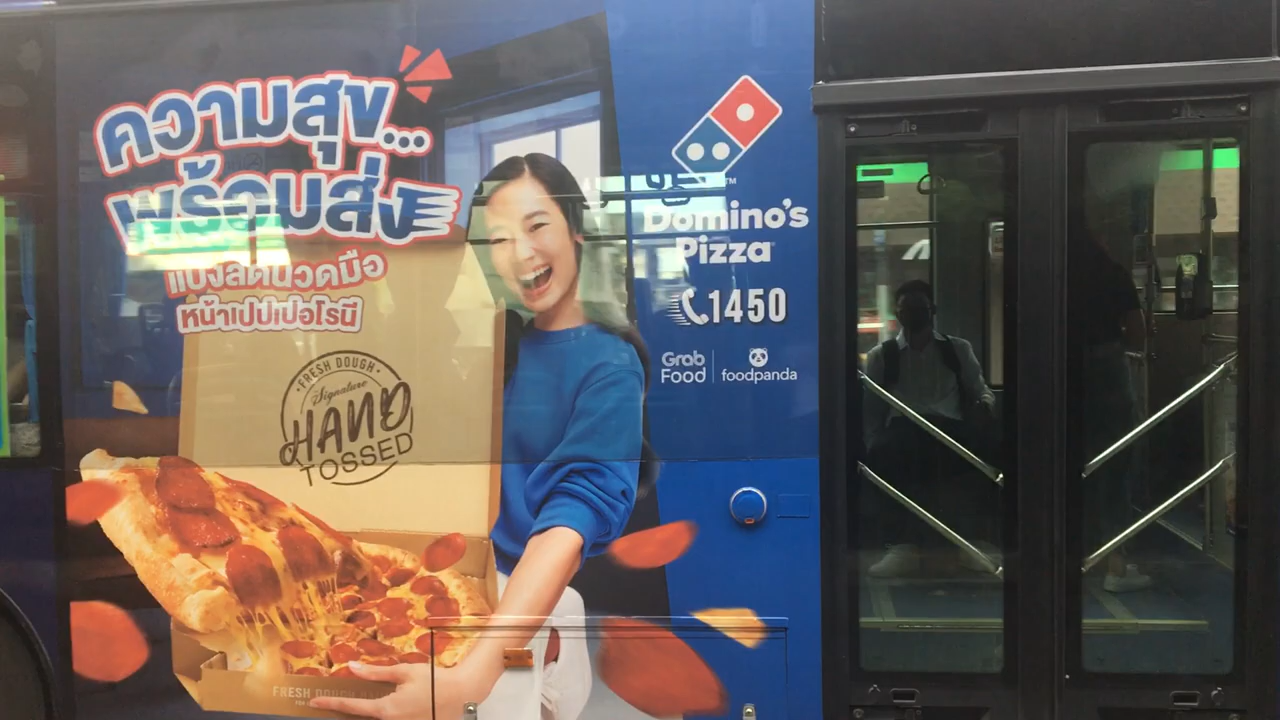 ความสุข...
พร้อมส่ง
แป้งสดนวดมือ
หน้าเปปเปอโรนี
• FRESH DOUGH •
Signature
HAND
TOSSED
FRESH DOUGH
Domino's
Pizza
1450
Grab
Food
foodpanda